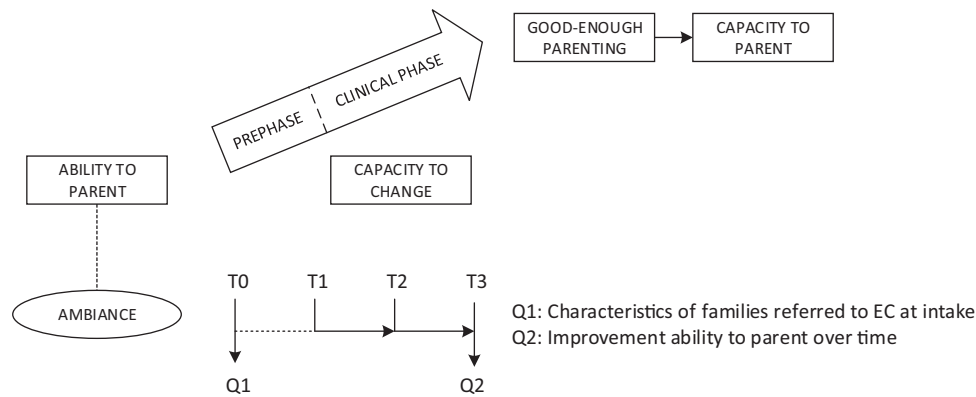 GOOD-ENOUGH
PARENTING
CAPACITY TO
PARENT
PREPHASE
CLINICAL PHASE
ABILITY TO
PARENT
CAPACITY TO
CHANGE
AMBIANCE
T0
T1
T2
T3
Q1
Q2
Q1: Characteristics of families referred to EC at intake
Q2: Improvement ability to parent over time